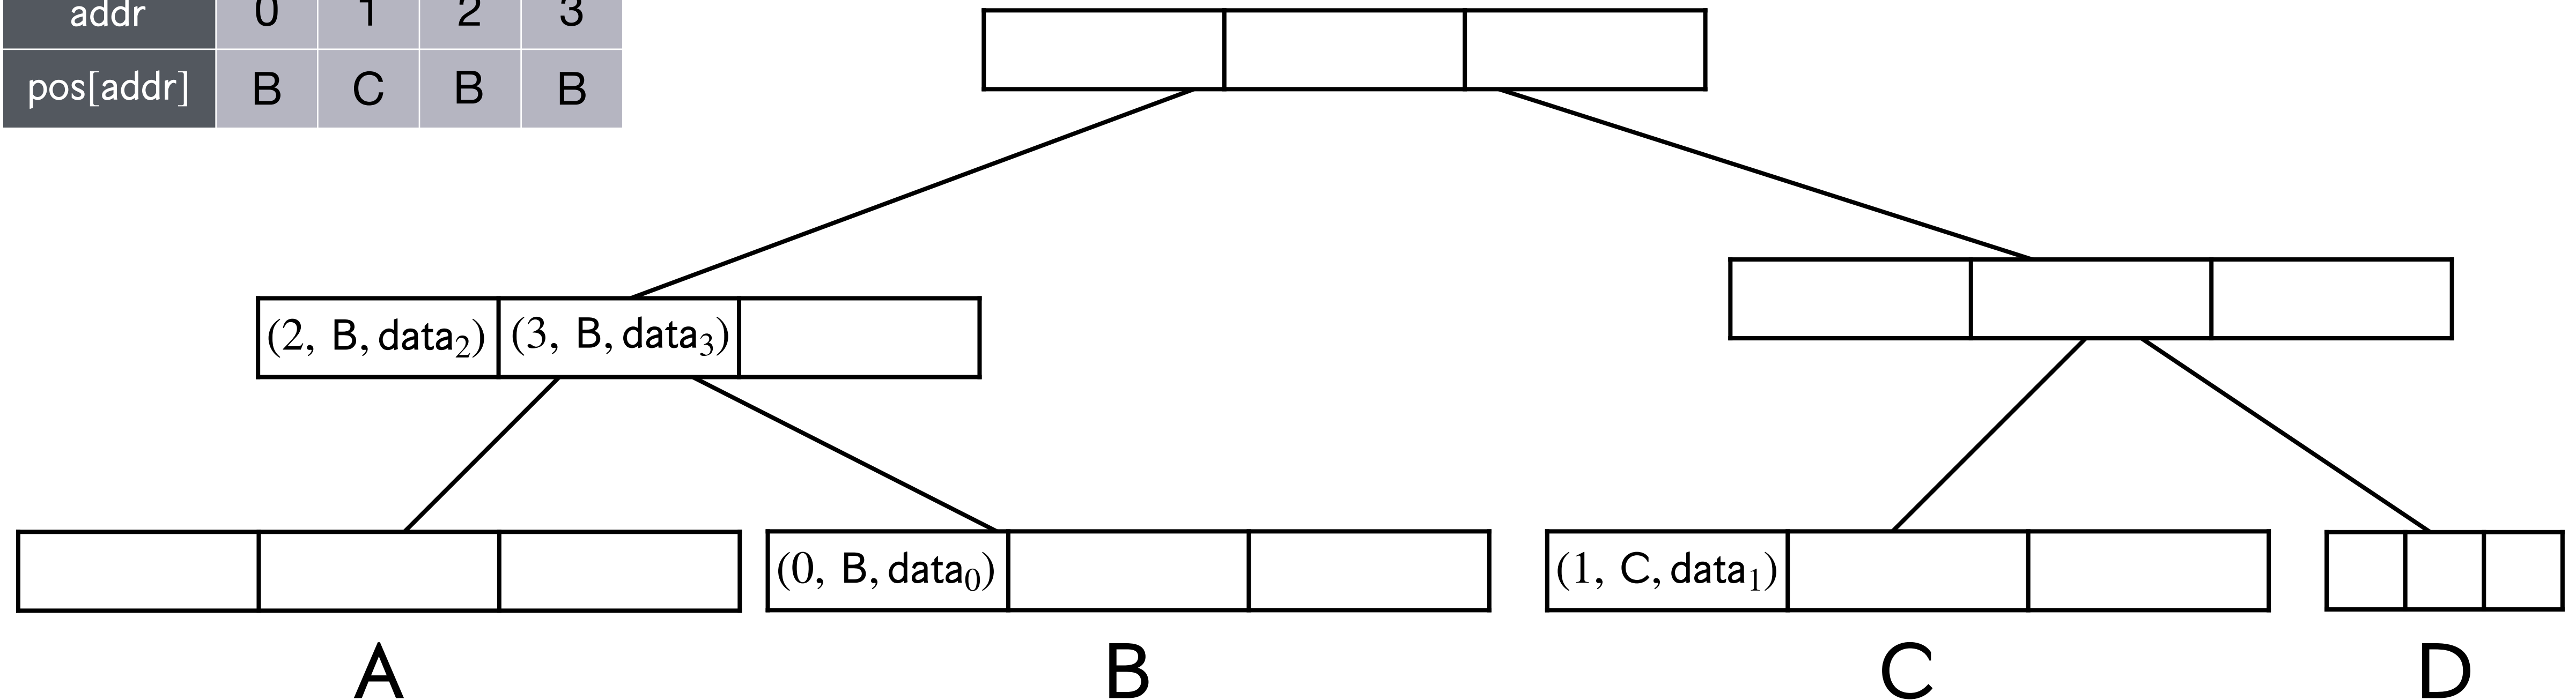 addr 0 1 2 3
pos[addr] B C B B
(2, B, data₂) (3, B, data₃)
(0, B, data₀) (1, C, data₁)
A B C D